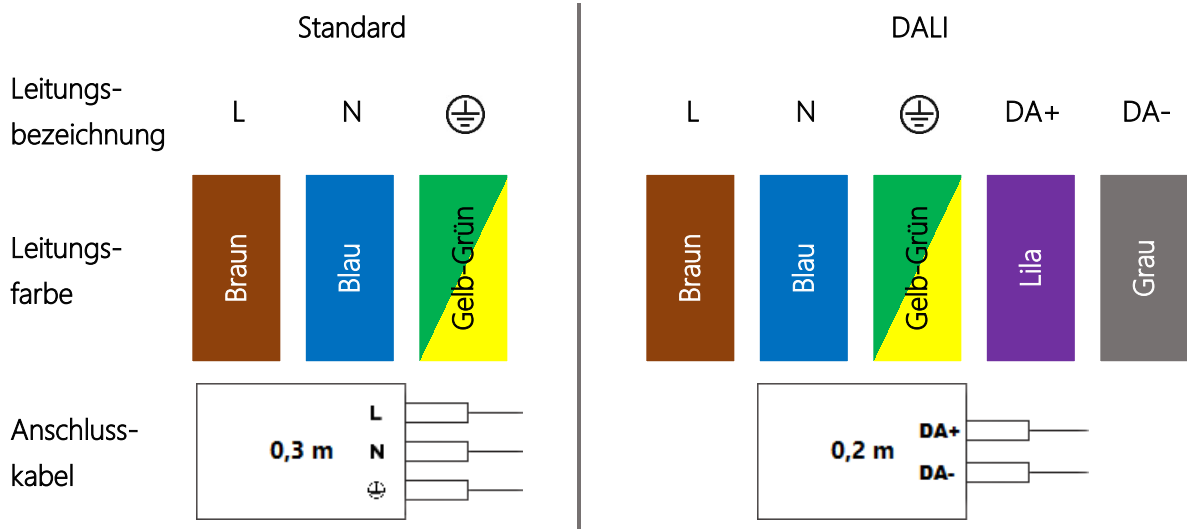 Standard
DALI
Leitungs-
bezeichnung
L N L N DA+ DA-
Leitungs-
farbe
Braun Blau Gelb-Grün Braun Blau Gelb-Grün Lila Grau
Anschluss-
kabel
0,3 m
L
N
0,2 m
DA+
DA-